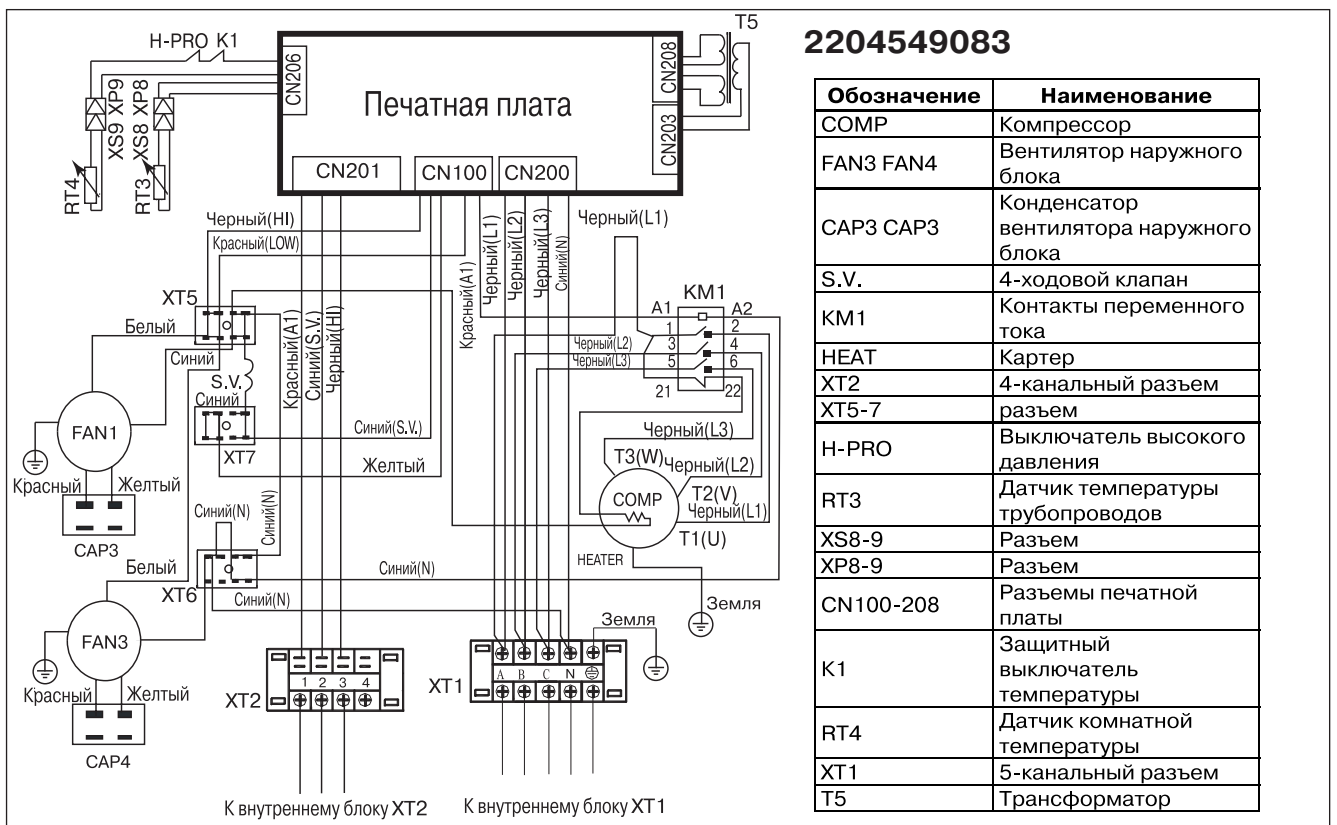 H-PRO K1
T5
2204549083
CN206
CN208
CN203
Печатная плата
CN201
CN100
CN200
XS9 XP9
XS8 XP8
RT4
RT3
Черный(HI)
Красный(LOW)
Красный(A1)
Синий(S.V.)
Черный(HI)
Красный(A1)
Черный(L1)
Черный(L2)
Черный(L3)
Синий(N)
Черный(L1)
KM1
A1
A2
1
2
Черный(L2)
3
4
Черный(L3)
5
6
21
22
XT5
Белый
Синий
S.V.
Синий
XT7
FAN1
Красный
Желтый
CAP3
Синий(S.V.)
Желтый
Черный(L3)
T3(W)
Черный(L2)
COMP
T2(V)
Черный(L1)
T1(U)
HEATER
Земля
Синий(N)
Синий(N)
Белый
XT6
Синий(N)
Синий(N)
FAN3
Красный
Желтый
CAP4
Земля
XT2
1 2 3 4
XT1
A B C N
К внутреннему блоку XT2
К внутреннему блоку XT1
Обозначение Наименование
COMP Компрессор
FAN3 FAN4 Вентилятор наружного
блока
CAP3 CAP3 Конденсатор
вентилятора наружного
блока
S.V. 4-ходовой клапан
KM1 Контакты переменного
тока
HEAT Картер
XT2 4-канальный разъем
XT5-7 разъем
H-PRO Выключатель высокого
давления
RT3 Датчик температуры
трубопроводов
XS8-9 Разъем
XP8-9 Разъем
CN100-208 Разъемы печатной
платы
K1 Защитный
выключатель
температуры
RT4 Датчик комнатной
температуры
XT1 5-канальный разъем
T5 Трансформатор